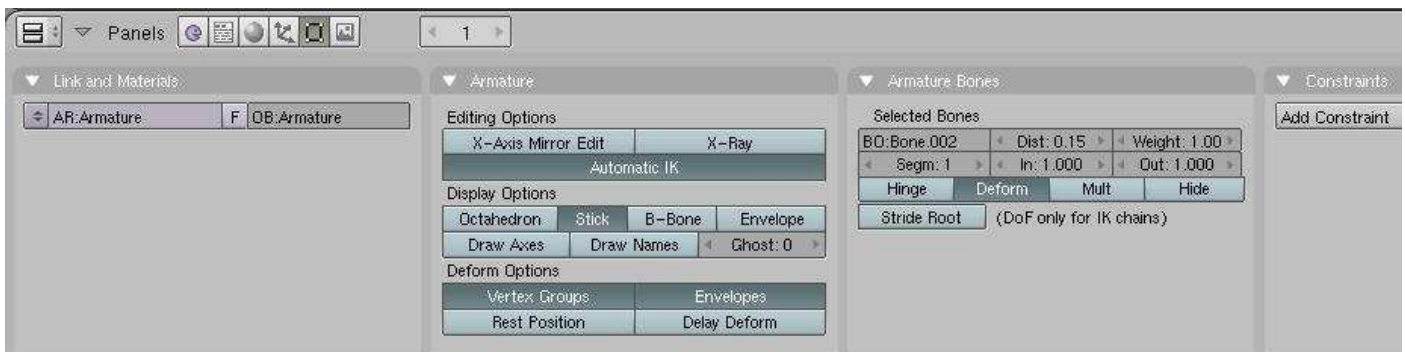 Panels 1
Link and Materials
AR:Armature F OB:Armature
Armature
Editing Options
X-Axis Mirror Edit X-Ray
Automatic IK
Display Options
Octahedron Stick B-Bone Envelope
Draw Axes Draw Names Ghost: 0
Deform Options
Vertex Groups Envelopes
Rest Position Delay Deform
Armature Bones
Selected Bones
BO:Bone.002 Dist: 0.15 Weight: 1.00
Segm: 1 In: 1.000 Out: 1.000
Hinge Deform Mult Hide
Stride Root (DoF only for IK chains)
Constraints
Add Constraint